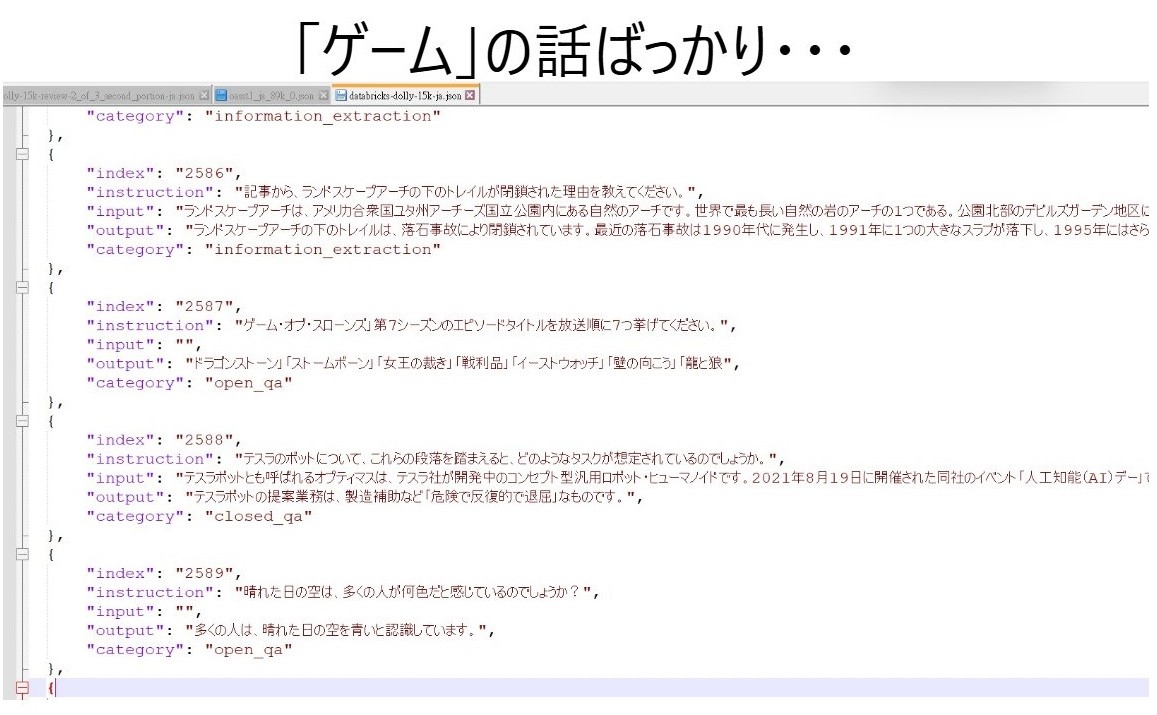 「ゲーム」の話ばっかり・・・
olly-15k-review-2_of_3_second_portion-js.json oasst1_js_89k_0.json databricks-dolly-15k-js.json
"category": "information_extraction"
},
{
"index": "2586",
"instruction": "記事から、ランドスケープアーチの下のトレイルが閉鎖された理由を教えてください。",
"input": "ランドスケープアーチは、アメリカ合衆国ユタ州アーチーズ国立公園内にある自然のアーチです。世界で最も長い自然の岩のアーチの1つである。公園北部のデビルズガーデン地区に
"output": "ランドスケープアーチの下のトレイルは、落石事故により閉鎖されています。最近の落石事故は1990年代に発生し、1991年に1つの大きなスラブが落下し、1995年にはさら
"category": "information_extraction"
},
{
"index": "2587",
"instruction": "ゲーム・オブ・スローンズ」第7シーズンのエピソードタイトルを放送順に7つ挙げてください。",
"input": "",
"output": "ドラゴンストーン」「ストームボーン」「女王の裁き」「戦利品」「イーストウォッチ」「壁の向こう」「龍と狼",
"category": "open_qa"
},
{
"index": "2588",
"instruction": "テスラのボットについて、これらの段落を踏まえると、どのようなタスクが想定されているのでしょうか。",
"input": "テスラボットとも呼ばれるオプティマスは、テスラ社が開発中のコンセプト型汎用ロボット・ヒューマノイドです。2021年8月19日に開催された同社のイベント「人工知能(AI)デー」で
"output": "テスラボットの提案業務は、製造補助など「危険で反復的で退屈」なものです。",
"category": "closed_qa"
},
{
"index": "2589",
"instruction": "晴れた日の空は、多くの人が何色だと感じているのでしょうか？",
"input": "",
"output": "多くの人は、晴れた日の空を青いと認識しています。",
"category": "open_qa"
},
{